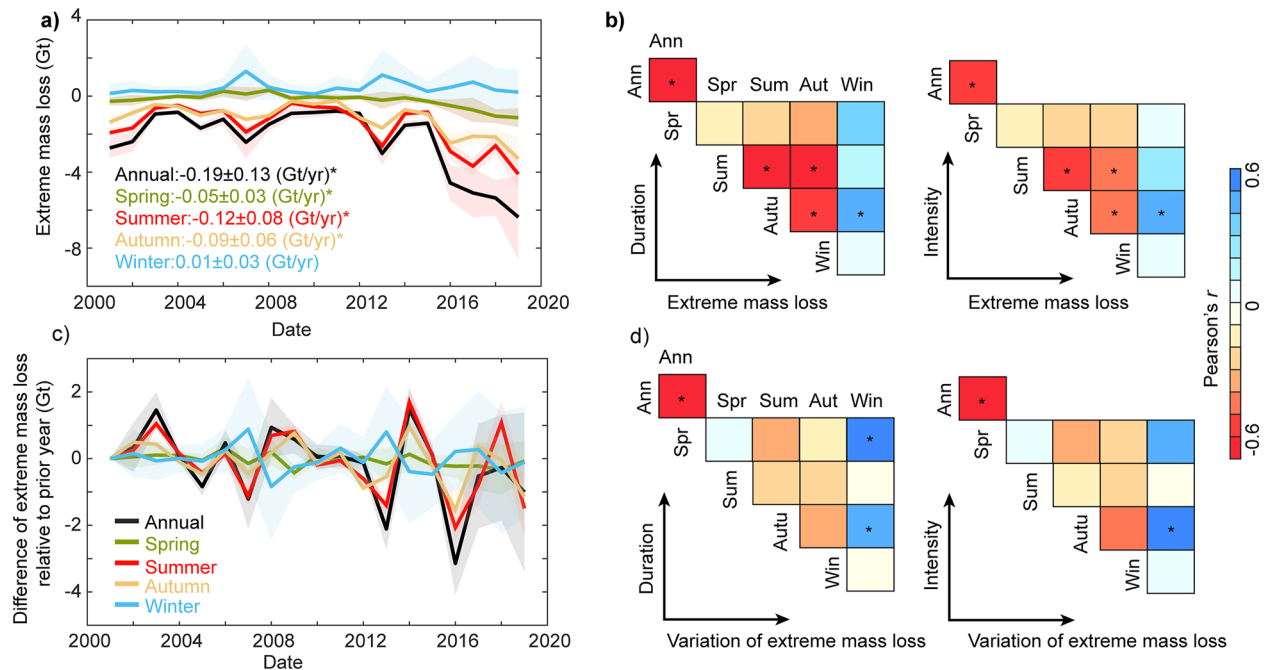 a)
4
0
-4
-8
Extreme mass loss (Gt)
Annual:-0.19±0.13 (Gt/yr)*
Spring:-0.05±0.03 (Gt/yr)*
Summer:-0.12±0.08 (Gt/yr)*
Autumn:-0.09±0.06 (Gt/yr)*
Winter:0.01±0.03 (Gt/yr)
2000 2004 2008 2013 2016 2020
Date
b)
Ann
Ann
*
Spr Sum Aut Win
Spr
Sum
* *
Autu
* *
Win
Duration
Extreme mass loss
Ann
*
Spr
Sum
* *
Autu
* *
Win
Intensity
Extreme mass loss
0.6
0
-0.6
Pearson's r
c)
2
0
-2
-4
Difference of extreme mass loss
relative to prior year (Gt)
Annual
Spring
Summer
Autumn
Winter
2000 2004 2008 2012 2016 2020
Date
d)
Ann
Ann
*
Spr Sum Aut Win
Spr
*
Sum
Autu
*
Win
Duration
Variation of extreme mass loss
Ann
*
Spr
Sum
Autu
*
Win
Intensity
Variation of extreme mass loss